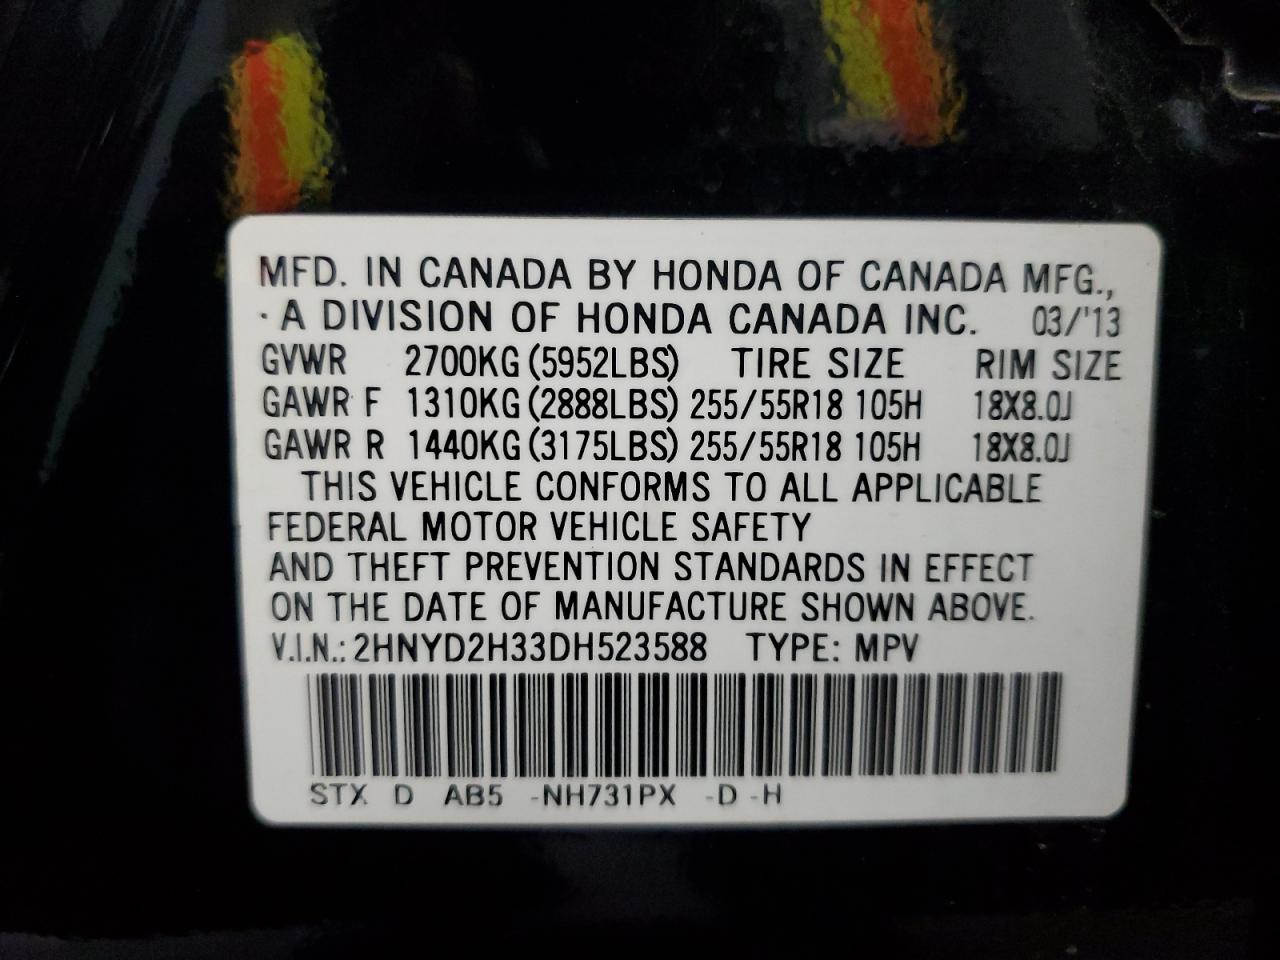 MFD. IN CANADA BY HONDA OF CANADA MFG.,
· A DIVISION OF HONDA CANADA INC. 03/'13
GVWR 2700KG (5952LBS) TIRE SIZE RIM SIZE
GAWR F 1310KG (2888LBS) 255/55R18 105H 18X8.0J
GAWR R 1440KG (3175LBS) 255/55R18 105H 18X8.0J
THIS VEHICLE CONFORMS TO ALL APPLICABLE
FEDERAL MOTOR VEHICLE SAFETY
AND THEFT PREVENTION STANDARDS IN EFFECT
ON THE DATE OF MANUFACTURE SHOWN ABOVE.
V.I.N.: 2HNYD2H33DH523588 TYPE: MPV
STX D AB5 -NH731PX -D -H